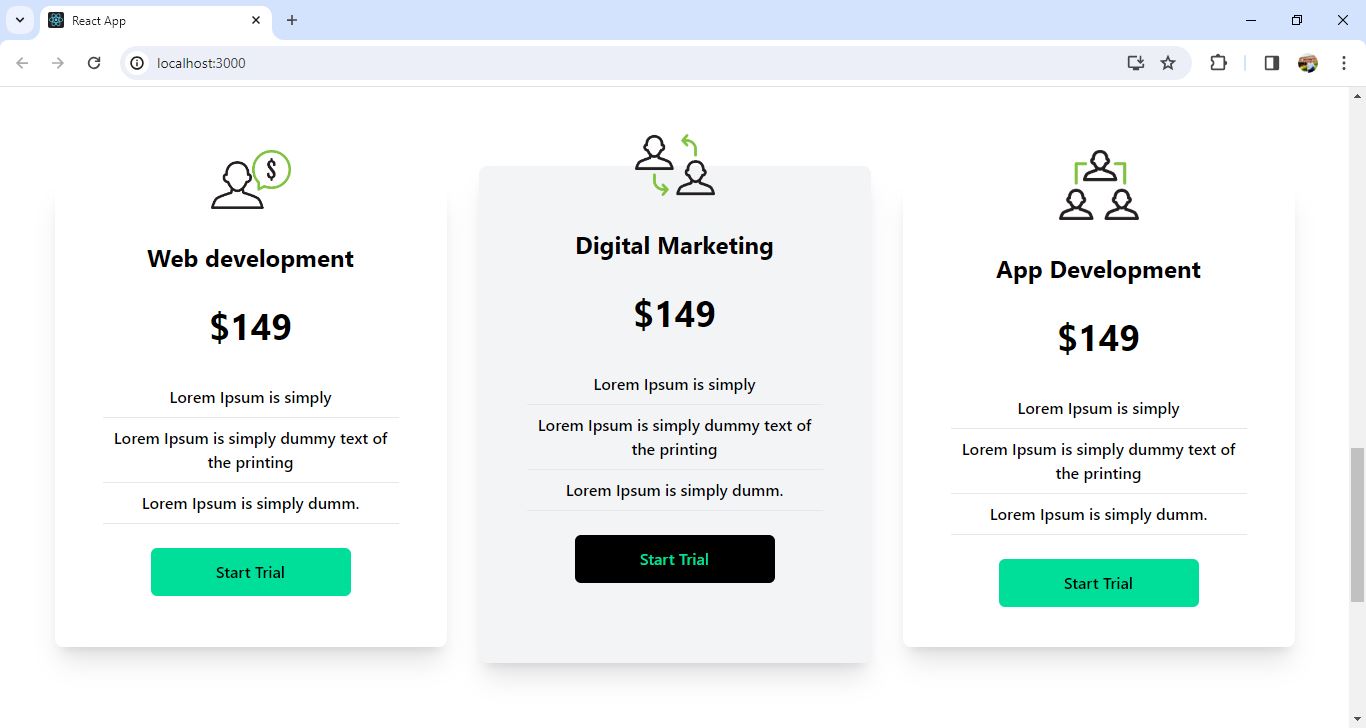 React App
localhost:3000
$
Web development
$149
Lorem Ipsum is simply
Lorem Ipsum is simply dummy text of
the printing
Lorem Ipsum is simply dumm.
Start Trial
Digital Marketing
$149
Lorem Ipsum is simply
Lorem Ipsum is simply dummy text of
the printing
Lorem Ipsum is simply dumm.
Start Trial
App Development
$149
Lorem Ipsum is simply
Lorem Ipsum is simply dummy text of
the printing
Lorem Ipsum is simply dumm.
Start Trial